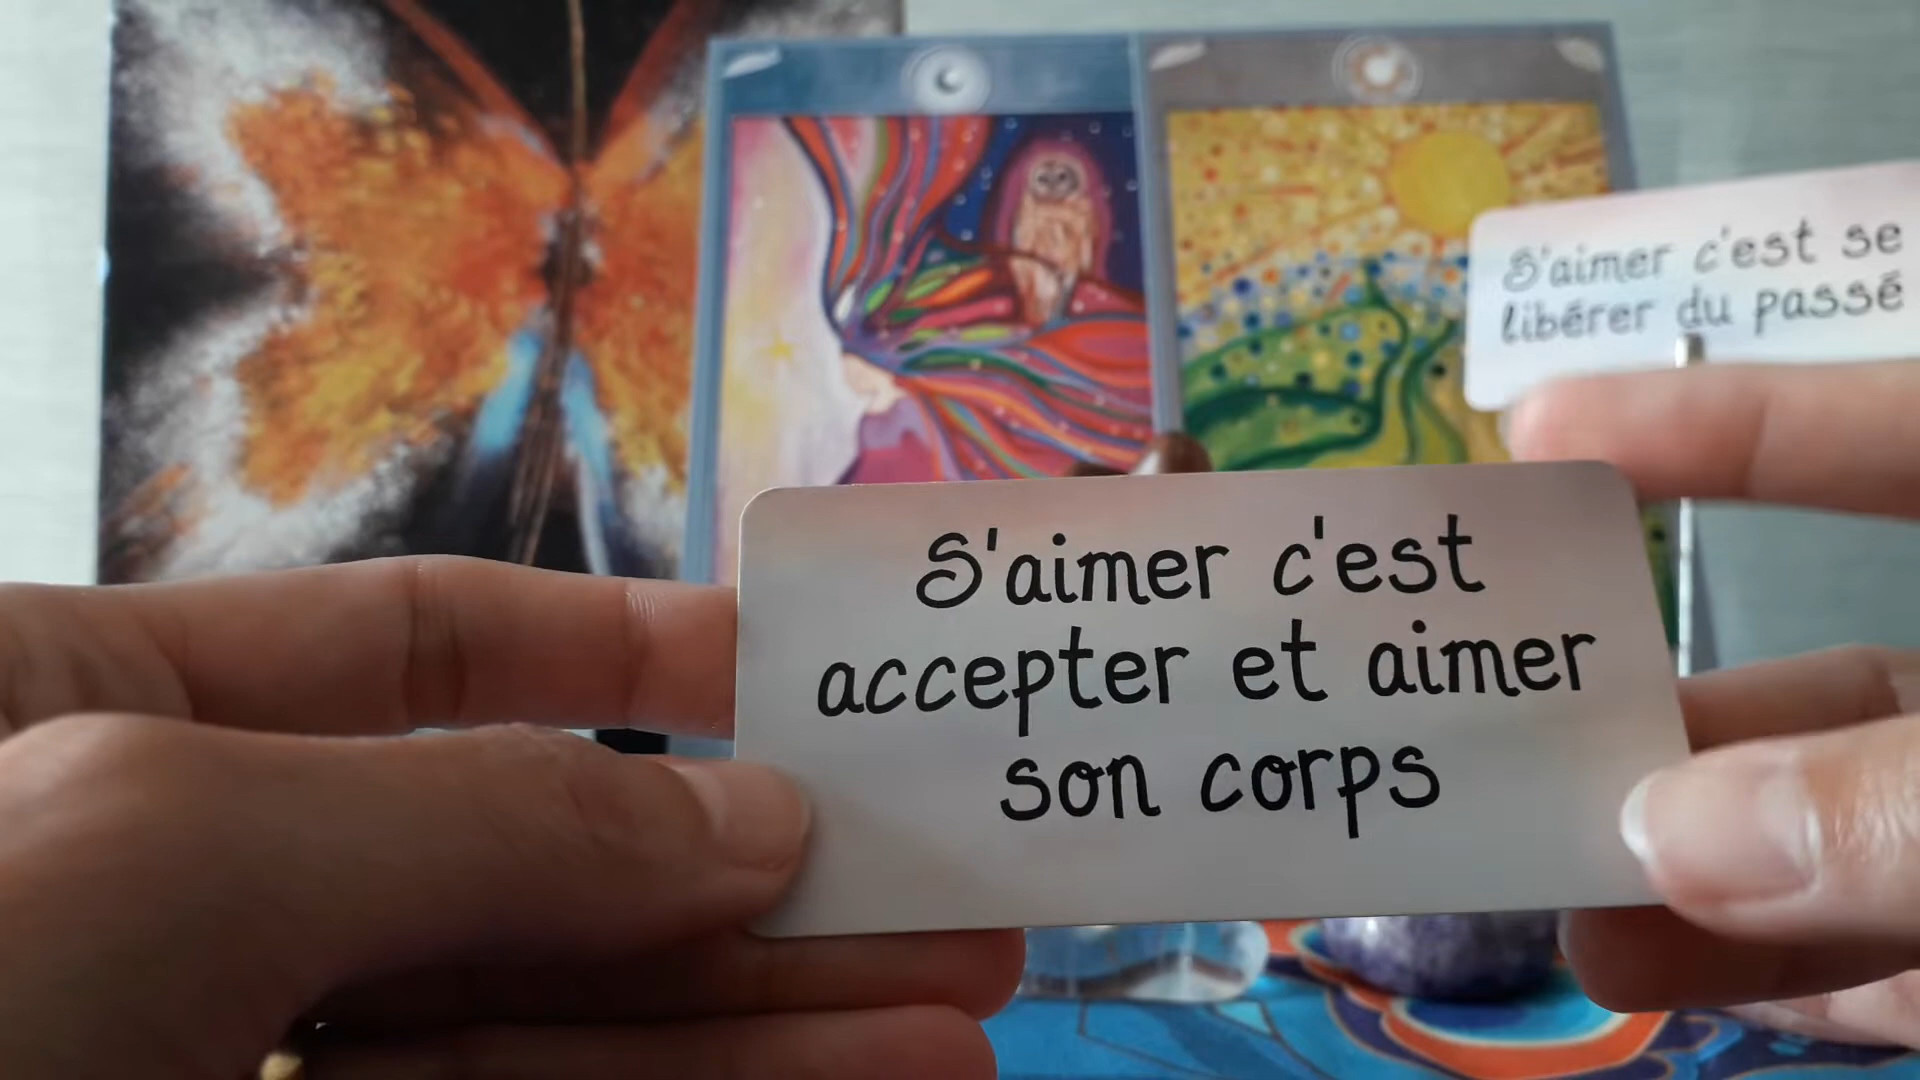 S'aimer c'est se
libérer du passé
S'aimer c'est
accepter et aimer
son corps